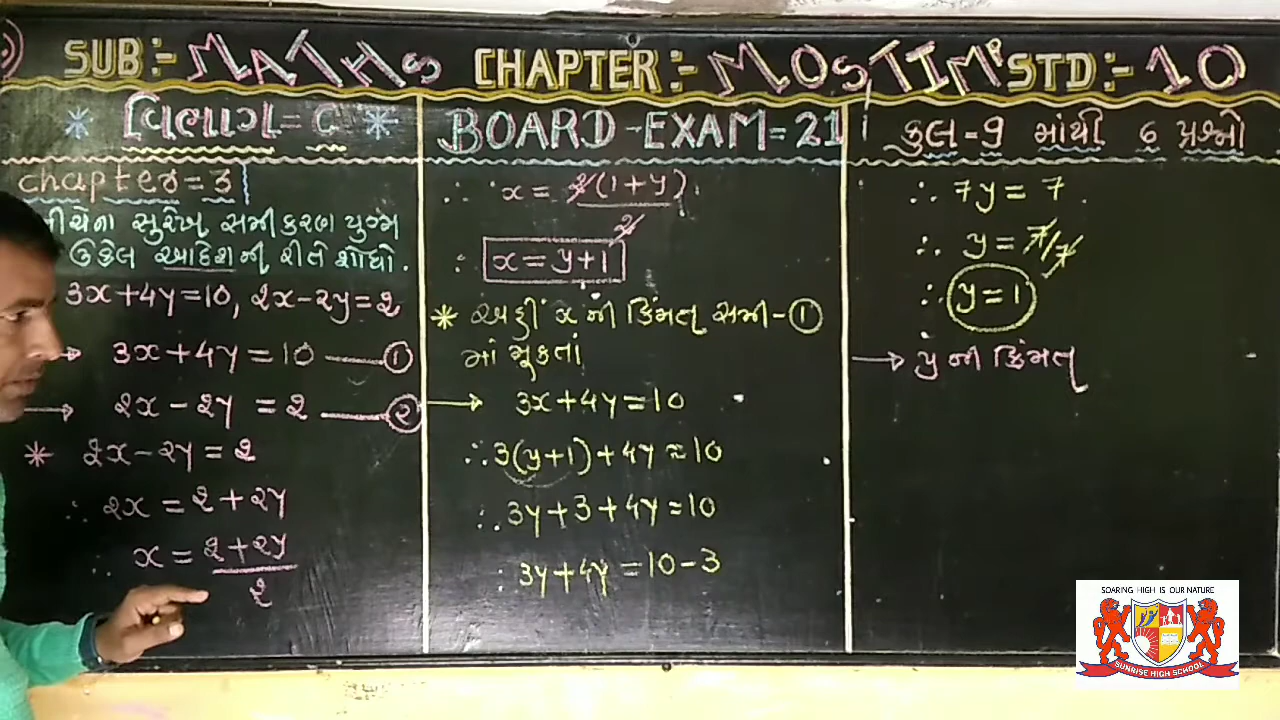 SUB:- MATHS CHAPTER:- MOSTIMP STD:- 10
* વિભાગ = C *
chapter = 3
નીચેના સુરેખ સમીકરણ યુગ્મ
ઉકેલ આદેશની રીતે શોધો.
3x+4y=10, 2x-2y=2
→ 3x+4y=10 — ①
→ 2x-2y=2 — ②
* 2x-2y=2
∴ 2x=2+2y
∴ x=2+2y/2
BOARD-EXAM=21
∴ x=2(1+y)/2
∴ x=y+1
* અહીં x ની કિંમત સમી-①
માં મૂકતાં
→ 3x+4y=10
∴ 3(y+1)+4y=10
∴ 3y+3+4y=10
∴ 3y+4y=10-3
કુલ-9 માંથી 6 પ્રશ્નો
∴ 7y=7
∴ y=7/7
∴ y=1
→ y ની કિંમત
SOARING HIGH IS OUR NATURE
SUNRISE HIGH SCHOOL